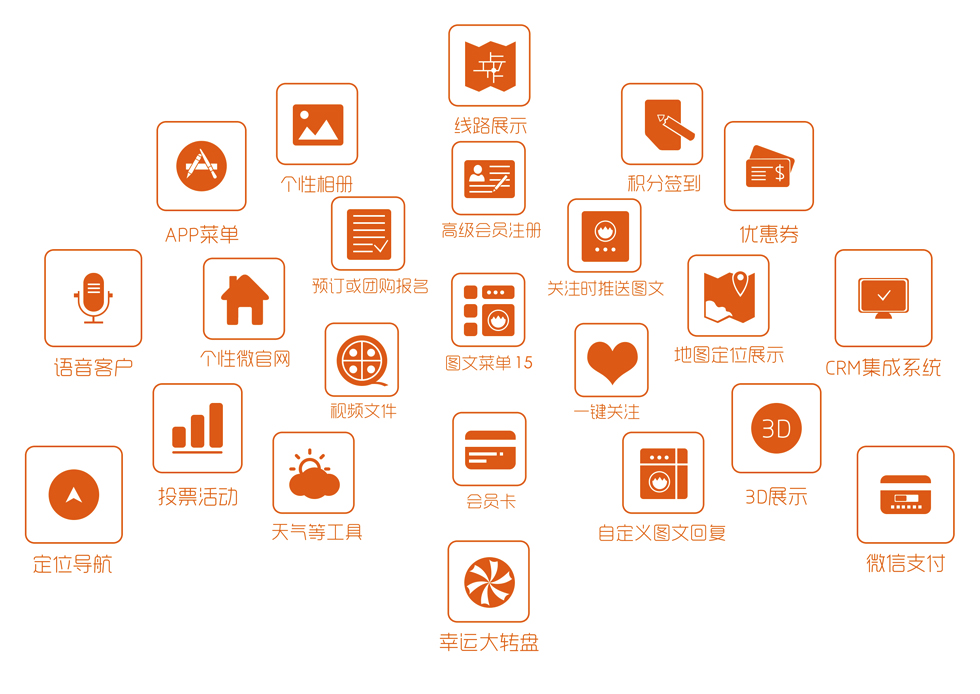 线路展示
个性相册
积分签到
APP菜单
高级会员注册
优惠券
预订或团购报名
关注时推送图文
语音客户
个性微官网
图文菜单15
地图定位展示
CRM集成系统
视频文件
一键关注
3D
投票活动
会员卡
3D展示
天气等工具
自定义图文回复
定位导航
微信支付
幸运大转盘